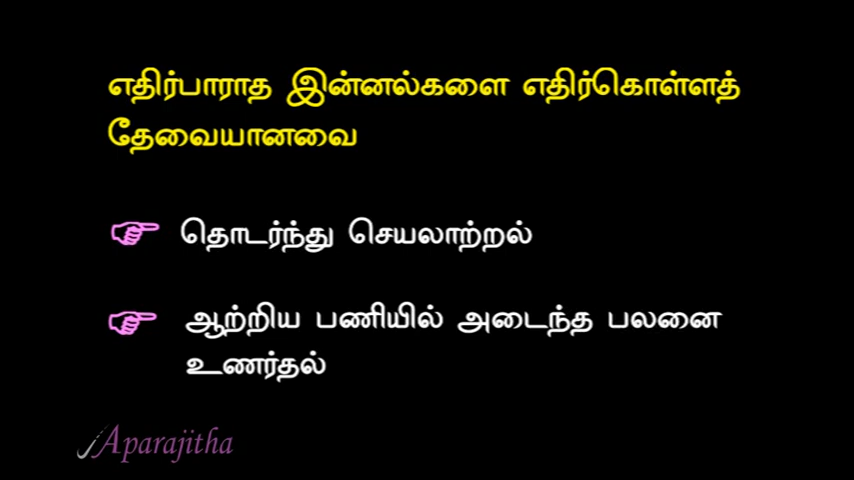 எதிர்பாராத இன்னல்களை எதிர்கொள்ளத்
தேவையானவை
தொடர்ந்து செயலாற்றல்
ஆற்றிய பணியில் அடைந்த பலனை
உணர்தல்
Aparajitha